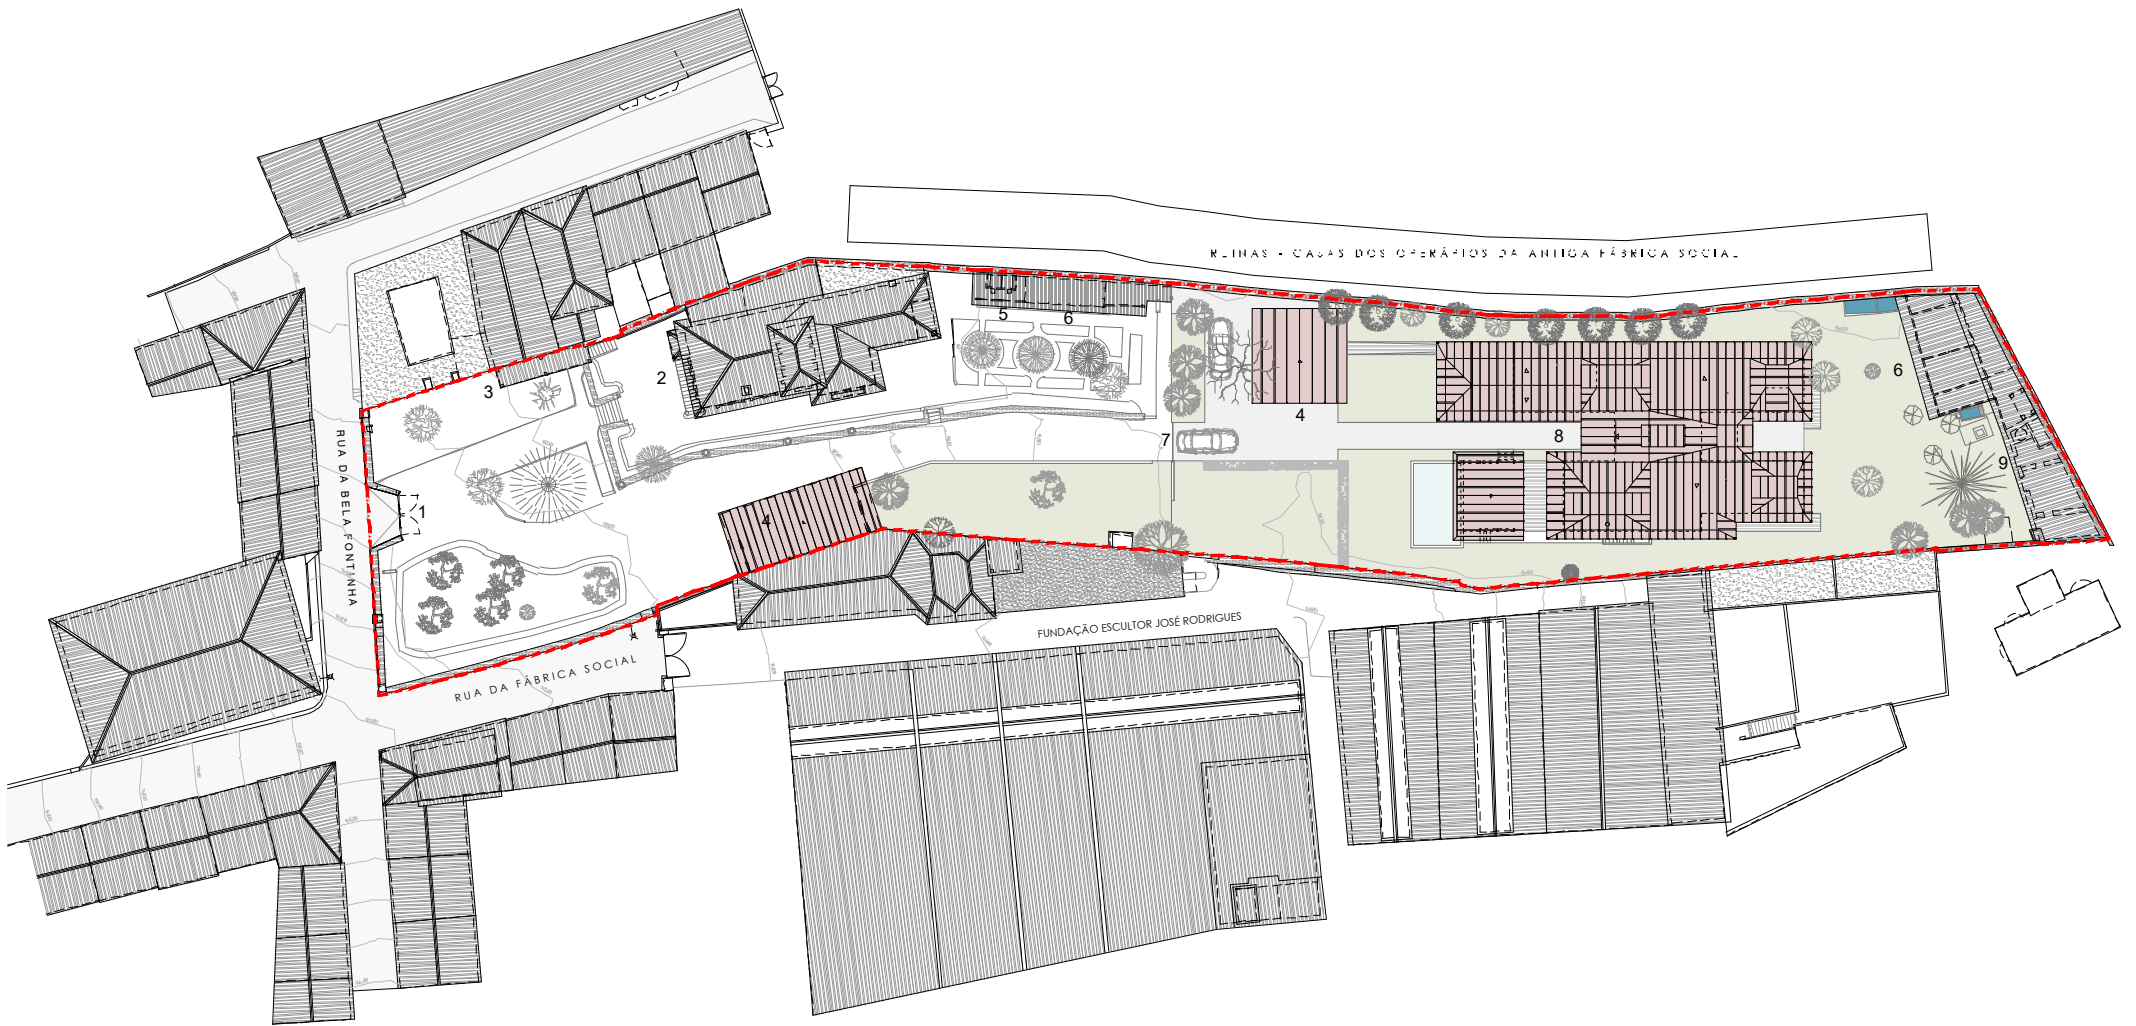 RUINAS - CASAS DOS OPERÁRIOS DA ANTIGA FÁBRICA SOCIAL
5
6
3
2
4
6
7
8
9
1
4
RUA DA BELA FONTINHA
FUNDAÇÃO ESCULTOR JOSÉ RODRIGUES
RUA DA FÁBRICA SOCIAL